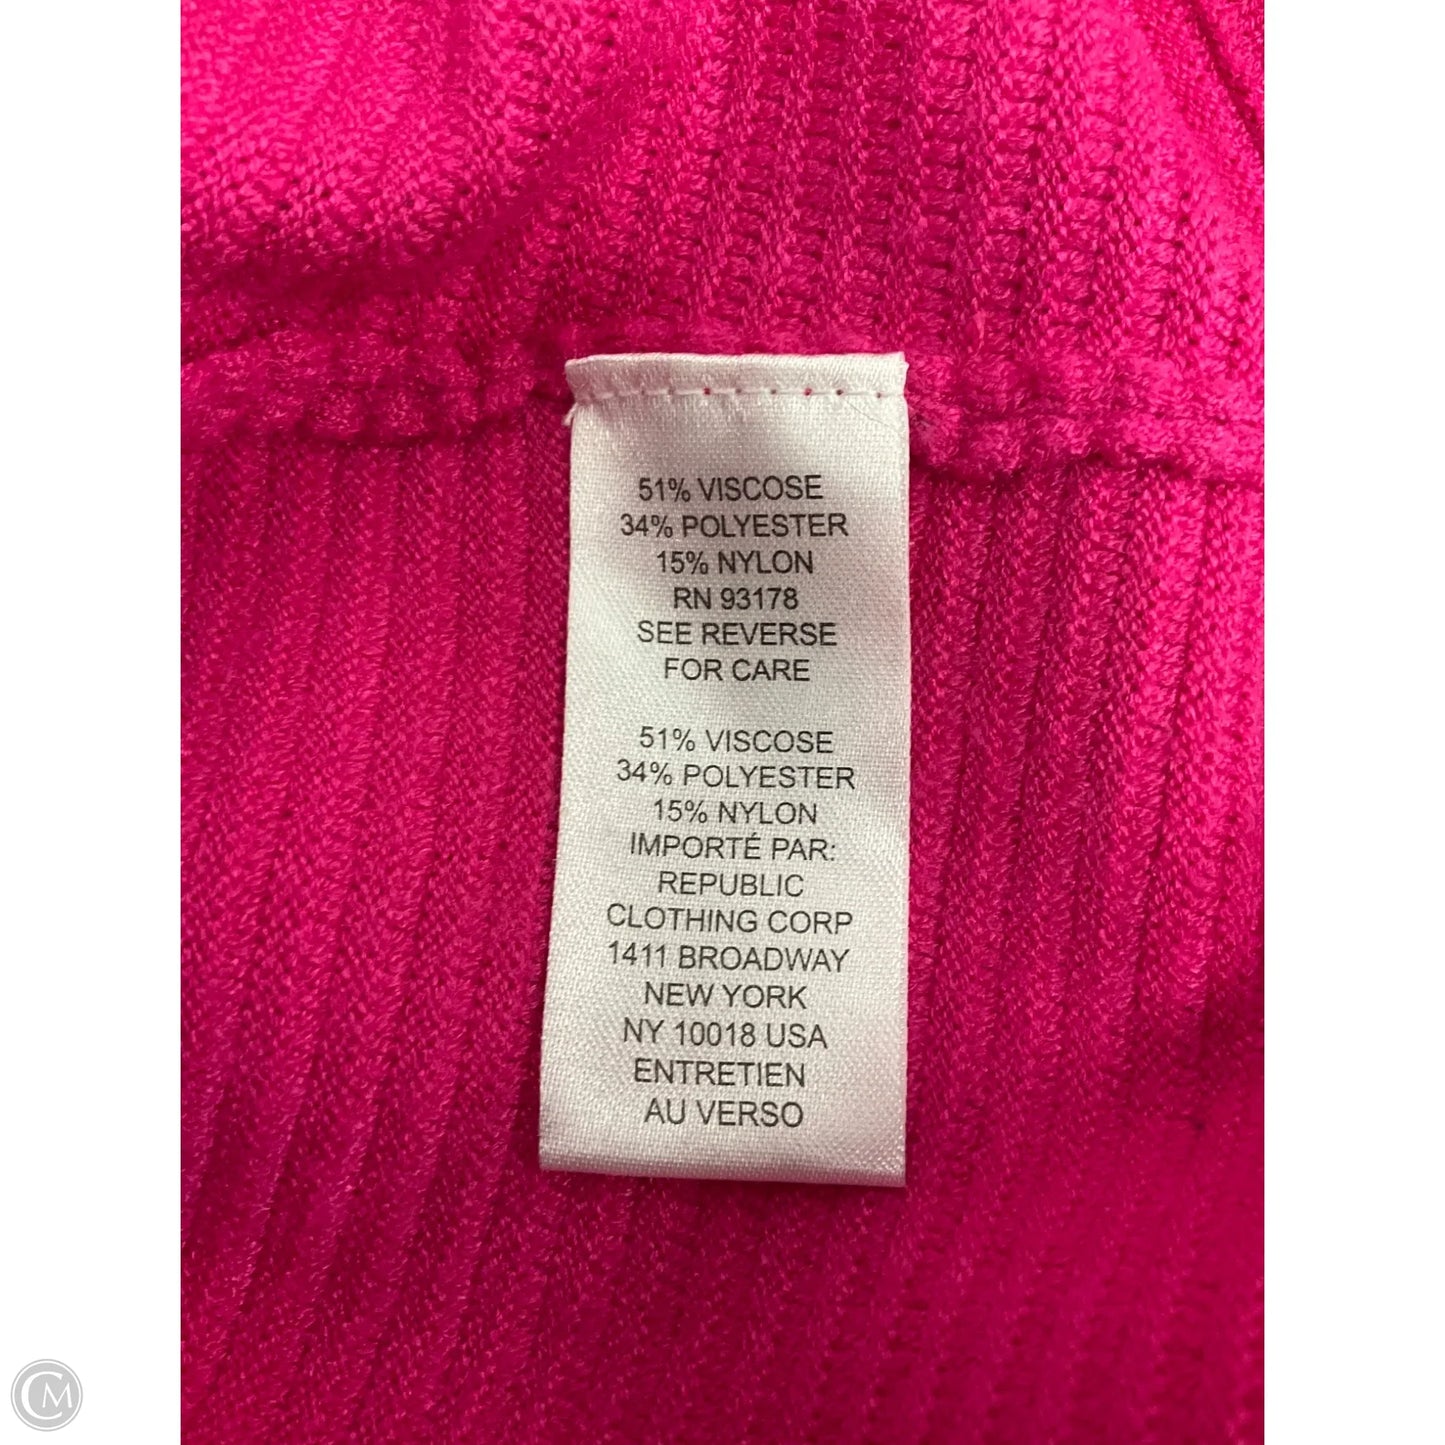 51% VISCOSE
34% POLYESTER
15% NYLON
RN 93178
SEE REVERSE
FOR CARE
51% VISCOSE
34% POLYESTER
15% NYLON
IMPORTÉ PAR:
REPUBLIC
CLOTHING CORP
1411 BROADWAY
NEW YORK
NY 10018 USA
ENTRETIEN
AU VERSO
CM